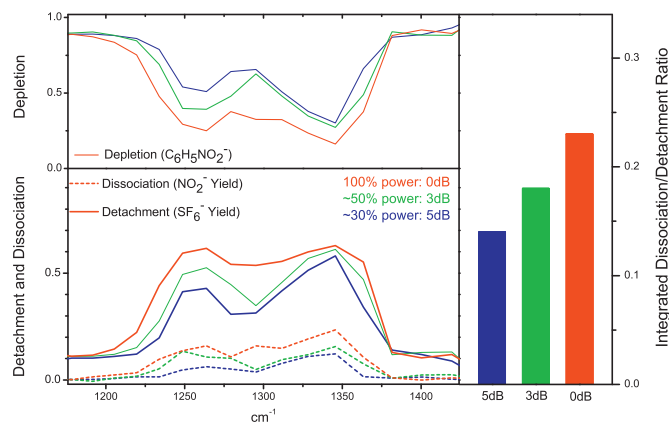 Depletion
1.0
0.5
0.0
Depletion (C₆H₅NO₂⁻)
Detachment and Dissociation
Dissociation (NO₂⁻ Yield)
Detachment (SF₆⁻ Yield)
100% power: 0dB
~50% power: 3dB
~30% power: 5dB
0.5
0.0
1200
1250
1300
1350
1400
cm⁻¹
0.3
0.2
0.1
0.0
Integrated Dissociation/Detachment Ratio
5dB
3dB
0dB